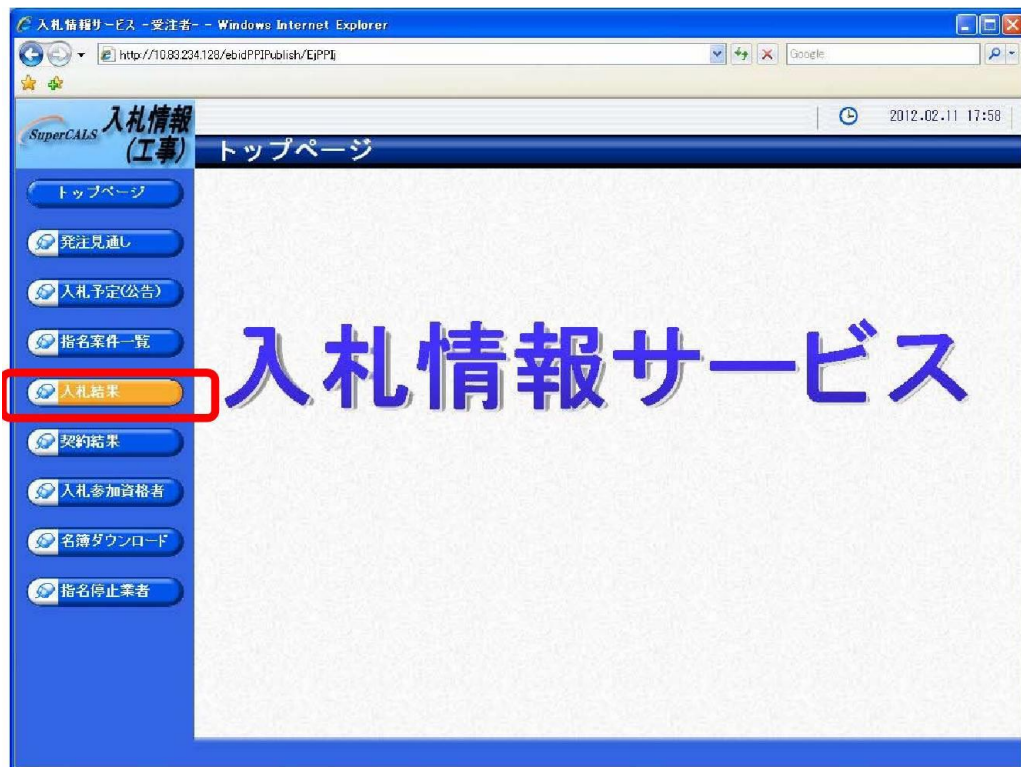 入札情報サービス -受注者- - Windows Internet Explorer
http://10.83.234.128/ebidPPIPublish/EjPPIj
Google
SuperCALS 入札情報
(工事)
2012.02.11 17:58
トップページ
トップページ
発注見通し
入札予定(公告)
指名案件一覧
入札結果
契約結果
入札参加資格者
名簿ダウンロード
指名停止業者
入札情報サービス